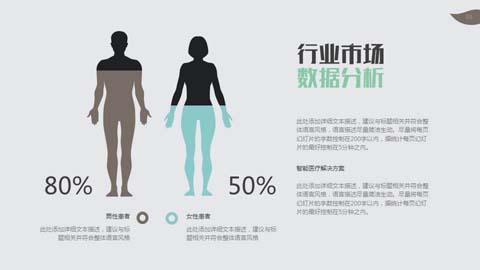 行业市场
数据分析
此处添加详细文本描述，建议与标题相关并符合整
体语言风格，语言描述尽量简洁生动。尽量将每页
幻灯片的字数控制在200字以内，据统计每页幻灯
片的最好控制在5分钟之内。
智能医疗解决方案
此处添加详细文本描述，建议与标题相关并符合整
体语言风格，语言描述尽量简洁生动。尽量将每页
幻灯片的字数控制在200字以内，据统计每页幻灯
片的最好控制在5分钟之内。
80%
50%
男性患者
此处添加详细文本描述，建议与标
题相关并符合整体语言风格
女性患者
此处添加详细文本描述，建议与标
题相关并符合整体语言风格